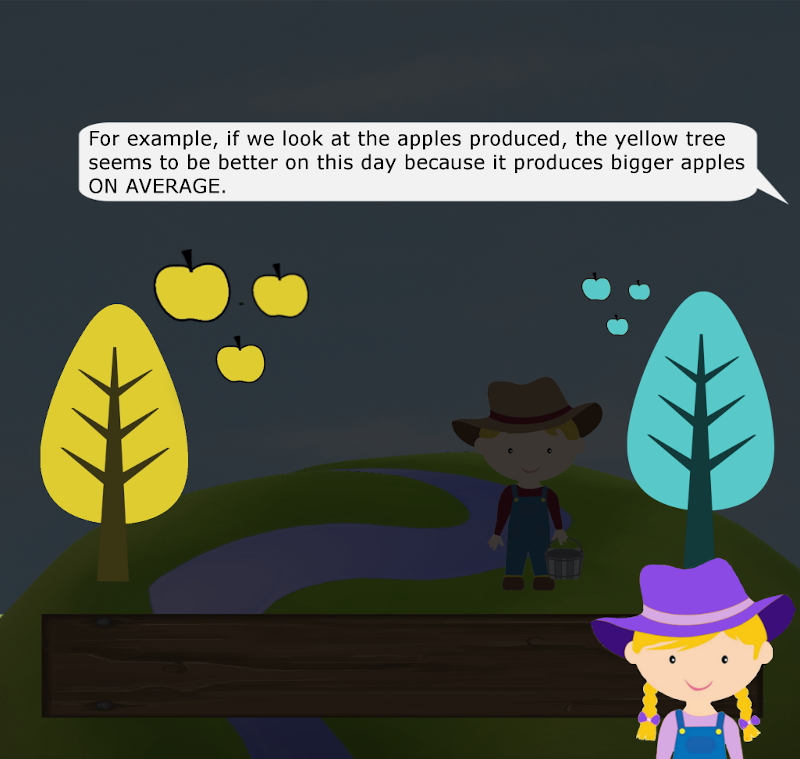 For example, if we look at the apples produced, the yellow tree
seems to be better on this day because it produces bigger apples
ON AVERAGE.